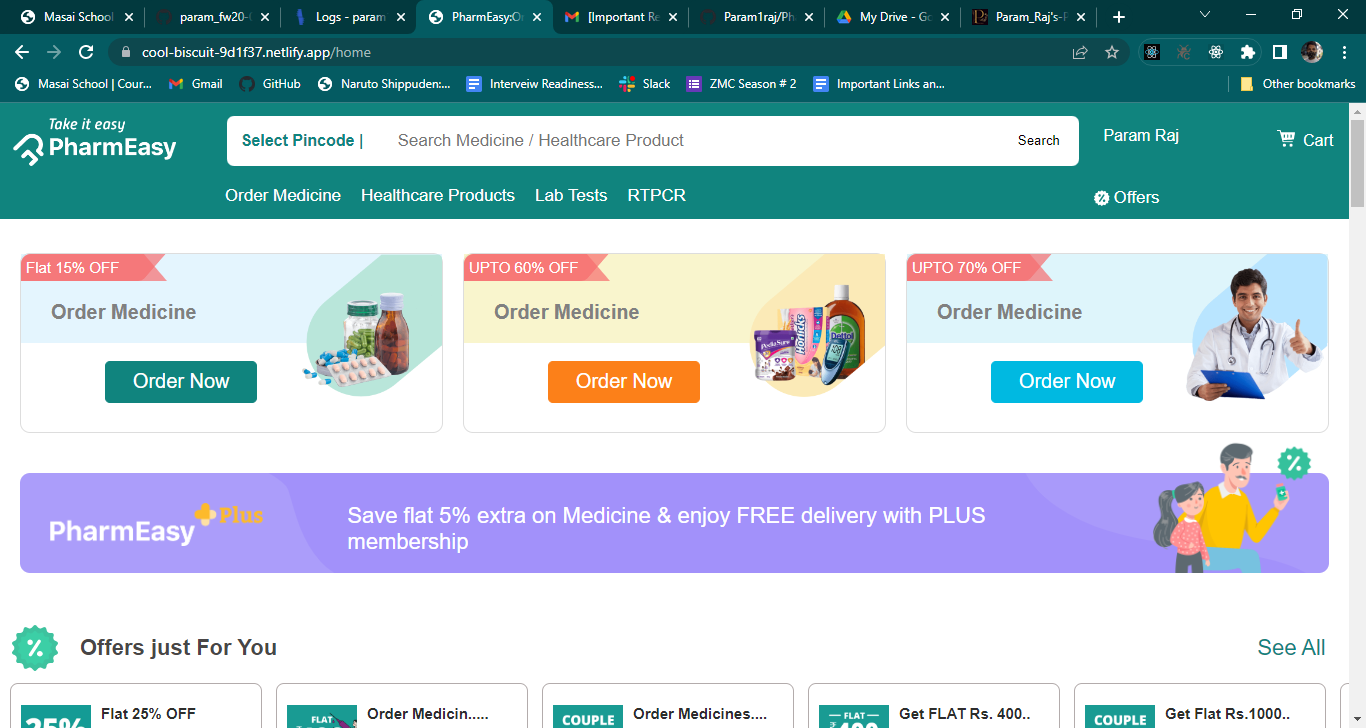 Masai School
param_fw20-
Logs - param
PharmEasy:Or
[Important Re
Param1raj/Pha
My Drive - Go
Param_Raj's-P
cool-biscuit-9d1f37.netlify.app/home
Masai School | Cour...
Gmail
GitHub
Naruto Shippuden:...
Interveiw Readiness...
Slack
ZMC Season # 2
Important Links an...
Other bookmarks
Take it easy
PharmEasy
Select Pincode |
Search Medicine / Healthcare Product
Search
Param Raj
Cart
Order Medicine
Healthcare Products
Lab Tests
RTPCR
Offers
Flat 15% OFF
Order Medicine
Order Now
UPTO 60% OFF
Order Medicine
Order Now
PediaSure
Horlicks
Dettol
UPTO 70% OFF
Order Medicine
Order Now
PharmEasy Plus
Save flat 5% extra on Medicine & enjoy FREE delivery with PLUS
membership
Offers just For You
See All
25%
Flat 25% OFF
FLAT
Order Medicin.....
COUPLE
Order Medicines....
FLAT
₹400
Get FLAT Rs. 400..
COUPLE
Get Flat Rs.1000..